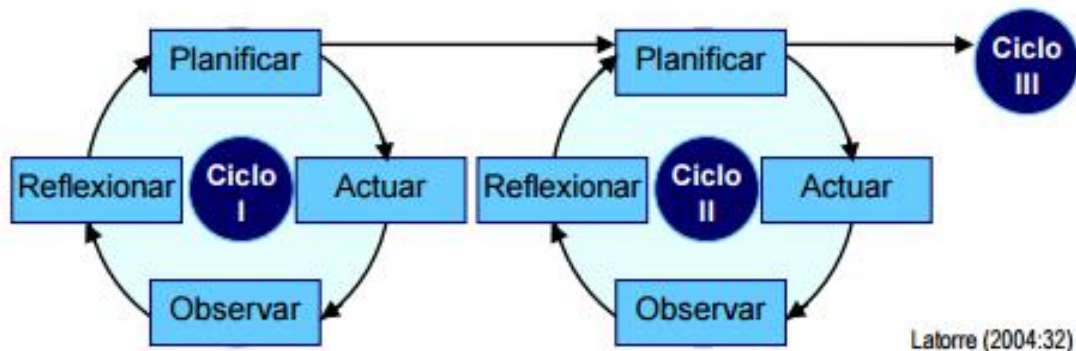 Planificar
Reflexionar
Ciclo
I
Actuar
Observar
Planificar
Reflexionar
Ciclo
II
Actuar
Observar
Ciclo
III
Latorre (2004:32)